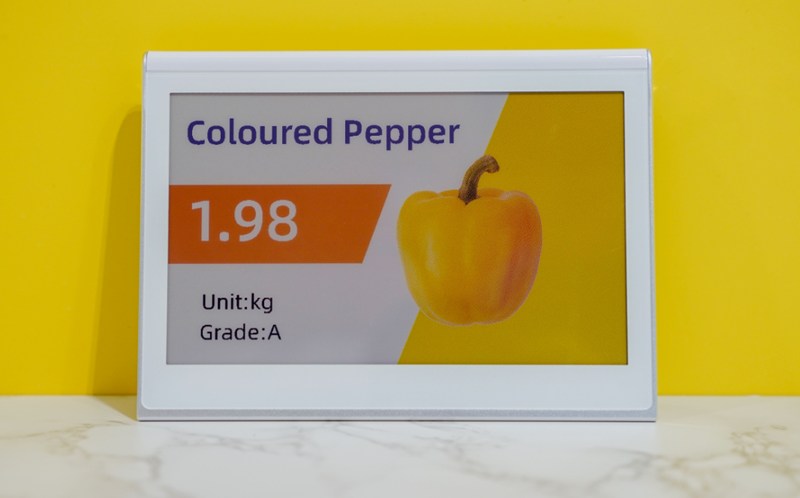 Coloured Pepper
1.98
Unit:kg
Grade:A